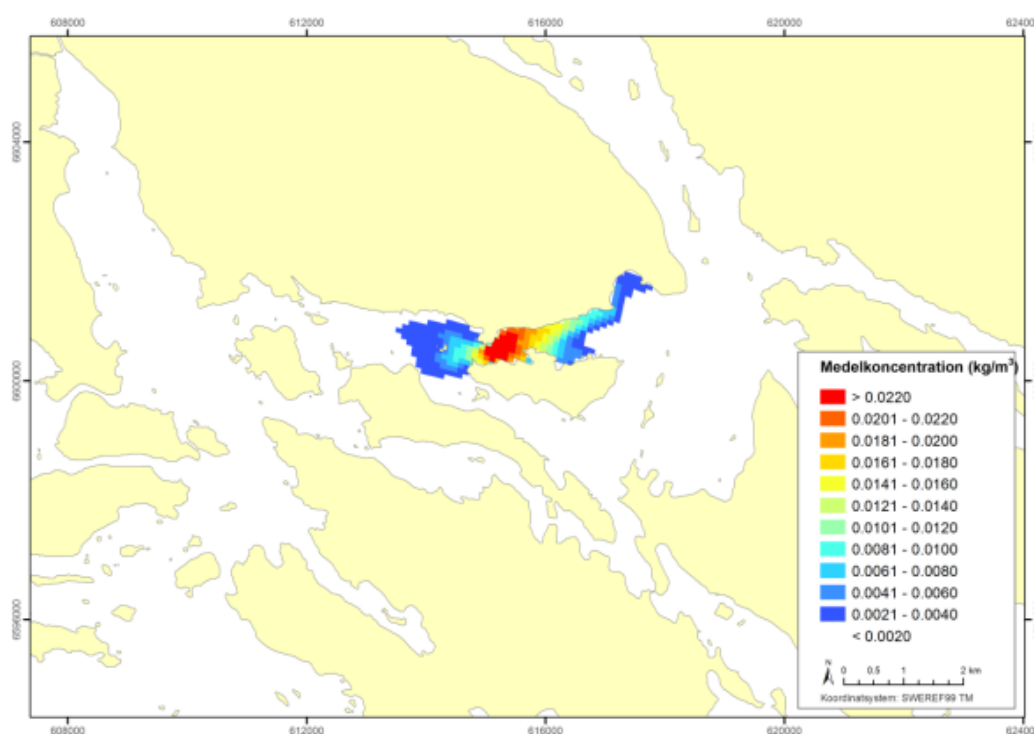 608000 612000 616000 620000 62400
6604000
6600000
6596000
Medelkoncentration (kg/m³)
> 0.0220
0.0201 - 0.0220
0.0181 - 0.0200
0.0161 - 0.0180
0.0141 - 0.0160
0.0121 - 0.0140
0.0101 - 0.0120
0.0081 - 0.0100
0.0061 - 0.0080
0.0041 - 0.0060
0.0021 - 0.0040
< 0.0020
N
0 0.5 1 2 km
Koordinatsystem: SWEREF99 TM
608000 612000 616000 620000 62400